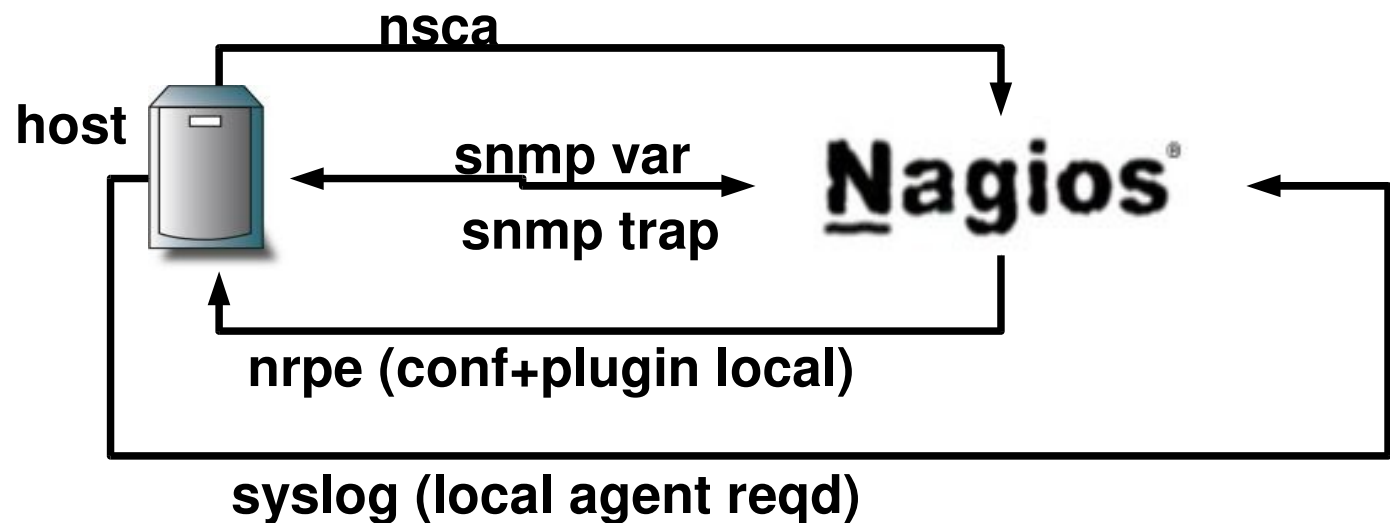 nsca
host
snmp var
Nagios®
snmp trap
nrpe (conf+plugin local)
syslog (local agent reqd)